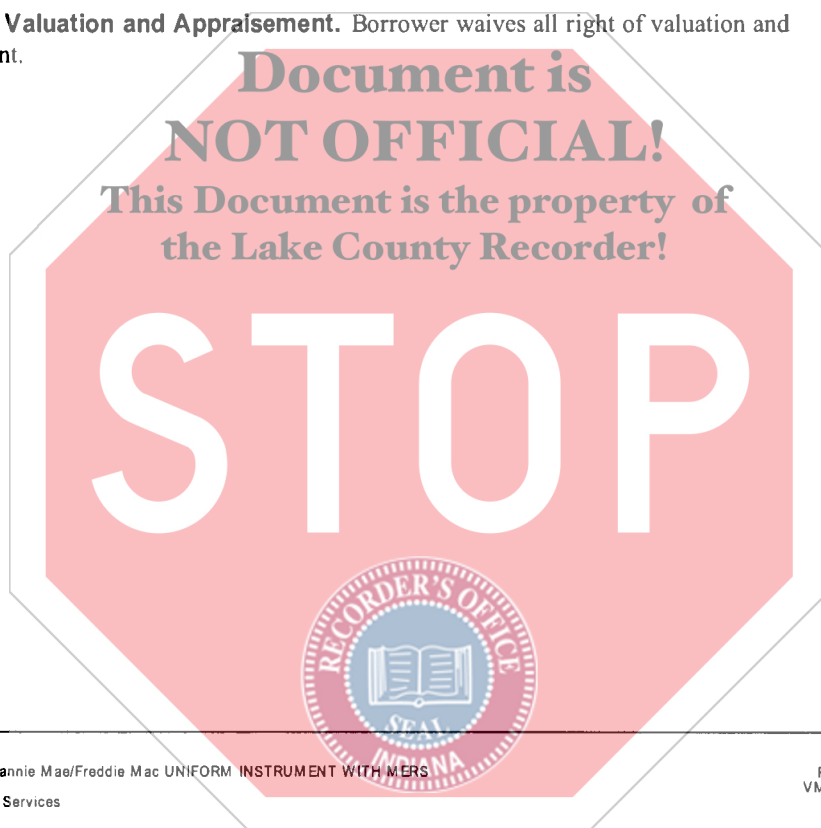 Valuation and Appraisement. Borrower waives all right of valuation and
nt.
Document is
NOT OFFICIAL!
This Document is the property of
the Lake County Recorder!
STOP
RECORDER'S OFFICE
SEAL
INDIANA
annie Mae/Freddie Mac UNIFORM INSTRUMENT WITH MERS
VM
Services